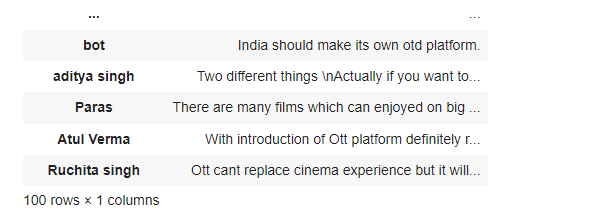 ... ...
bot India should make its own otd platform.
aditya singh Two different things \nActually if you want to...
Paras There are many films which can enjoyed on big ...
Atul Verma With introduction of Ott platform definitely r...
Ruchita singh Ott cant replace cinema experience but it will...
100 rows × 1 columns